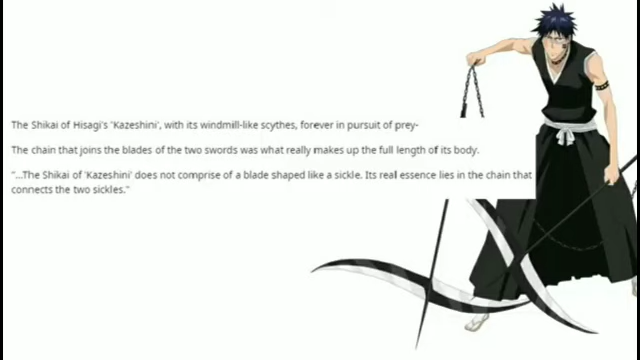 The Shikai of Hisagi's 'Kazeshini', with its windmill-like scythes, forever in pursuit of prey-
The chain that joins the blades of the two swords was what really makes up the full length of its body.
"...The Shikai of 'Kazeshini' does not comprise of a blade shaped like a sickle. Its real essence lies in the chain that
connects the two sickles."